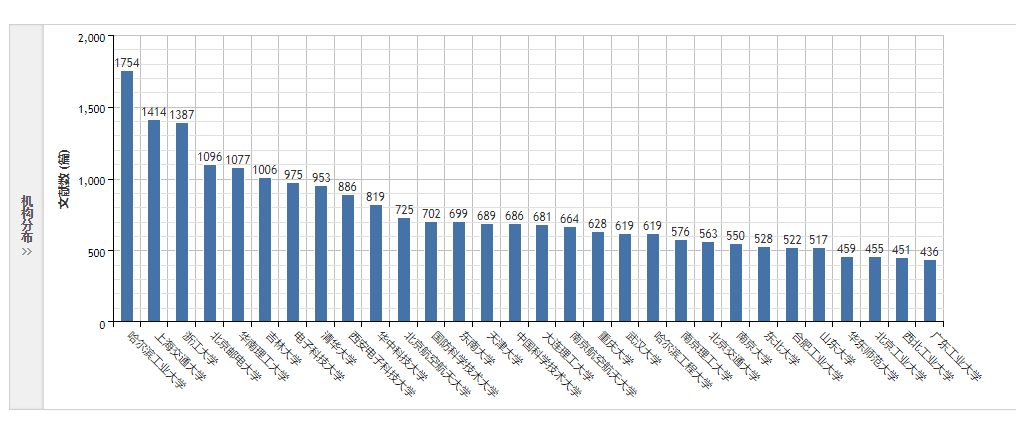 机构分布
>>
文献数 (篇)
2,000
1,500
1,000
500
0
1754
1414
1387
1096
1077
1006
975
953
886
819
725
702
699
689
686
681
664
628
619
619
576
563
550
528
522
517
459
455
451
436
哈尔滨工业大学
上海交通大学
浙江大学
北京邮电大学
华南理工大学
吉林大学
电子科技大学
清华大学
西安电子科技大学
华中科技大学
北京航空航天大学
国防科学技术大学
东南大学
天津大学
中国科学技术大学
大连理工大学
南京航空航天大学
重庆大学
武汉大学
哈尔滨工程大学
南京理工大学
北京交通大学
南京大学
东北大学
合肥工业大学
山东大学
华东师范大学
北京工业大学
西北工业大学
广东工业大学